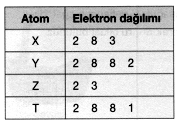 Atom Elektron dağılımı
X 2 8 3
Y 2 8 8 2
Z 2 3
T 2 8 8 1